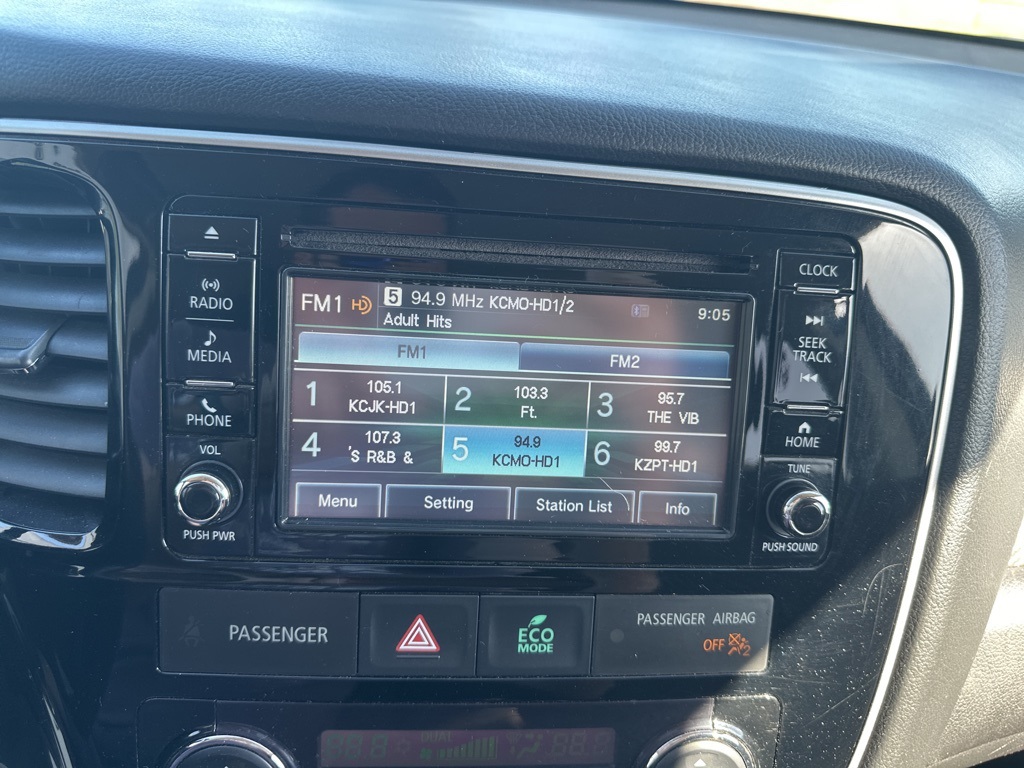 CLOCK
RADIO
MEDIA
PHONE
VOL
PUSH PWR
FM1 HD 5 94.9 MHz KCMO-HD1/2 9:05
Adult Hits
FM1 FM2
1 105.1 KCJK-HD1
2 103.3 Ft.
3 95.7 THE VIB
4 107.3 'S R&B &
5 94.9 KCMO-HD1
6 99.7 KZPT-HD1
Menu Setting Station List Info
SEEK
TRACK
HOME
TUNE
PUSH SOUND
PASSENGER
ECO
MODE
PASSENGER AIRBAG
OFF 2